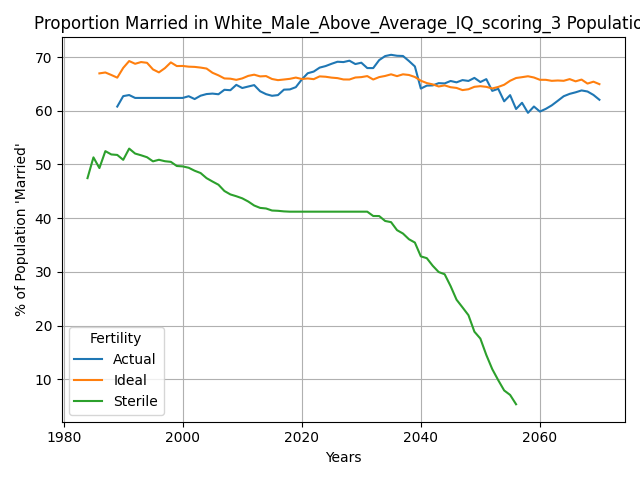 Proportion Married in White_Male_Above_Average_IQ_scoring_3 Populatio
% of Population 'Married'
70
60
50
40
30
20
10
Fertility
Actual
Ideal
Sterile
1980
2000
2020
2040
2060
Years